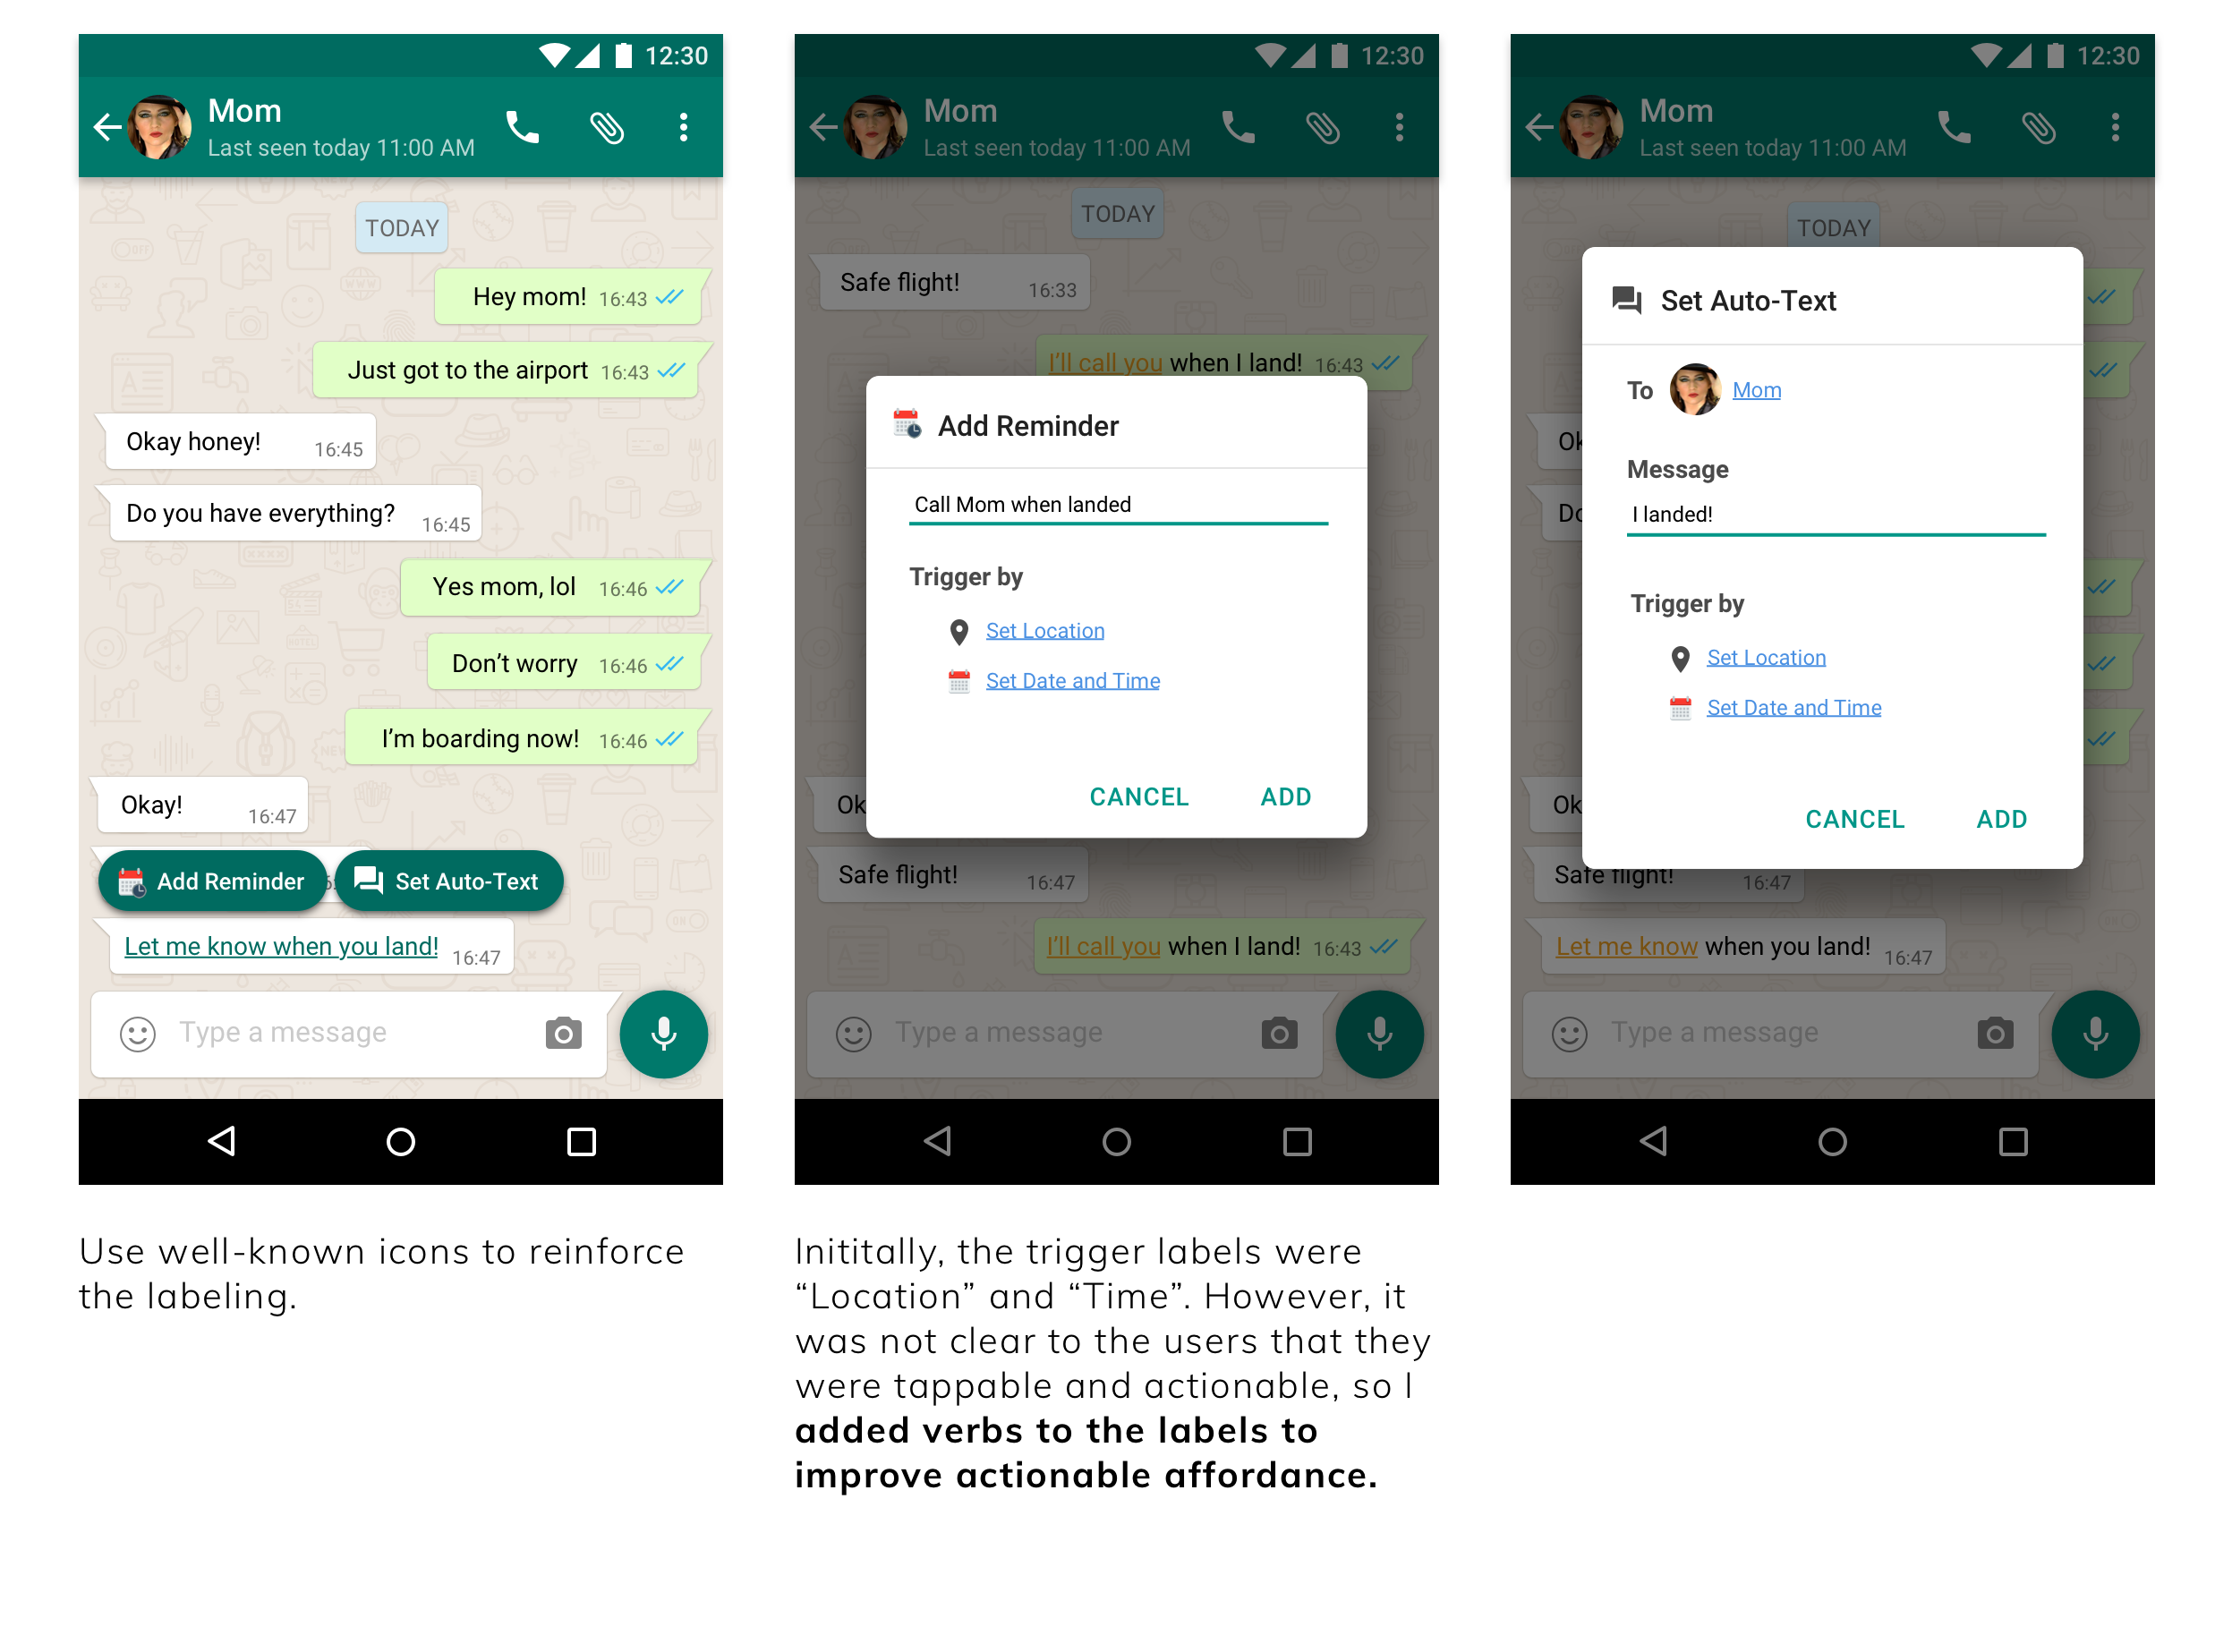 12:30
Mom
Last seen today 11:00 AM
TODAY
Hey mom! 16:43
Just got to the airport 16:43
Okay honey! 16:45
Do you have everything? 16:45
Yes mom, lol 16:46
Don’t worry 16:46
I’m boarding now! 16:46
Okay! 16:47
Add Reminder
Set Auto-Text
Let me know when you land! 16:47
Type a message
Use well-known icons to reinforce
the labeling.
12:30
Mom
Last seen today 11:00 AM
TODAY
Safe flight! 16:33
I’ll call you when I land! 16:43
Add Reminder
Call Mom when landed
Trigger by
Set Location
Set Date and Time
CANCEL ADD
Ok
Safe flight! 16:47
I’ll call you when I land! 16:43
Type a message
Inititally, the trigger labels were
“Location” and “Time”. However, it
was not clear to the users that they
were tappable and actionable, so I
added verbs to the labels to
improve actionable affordance.
12:30
Mom
Last seen today 11:00 AM
TODAY
Set Auto-Text
To Mom
Message
I landed!
Trigger by
Set Location
Set Date and Time
CANCEL ADD
Ok
Do
Ok
Safe flight! 16:47
Let me know when you land! 16:47
Type a message